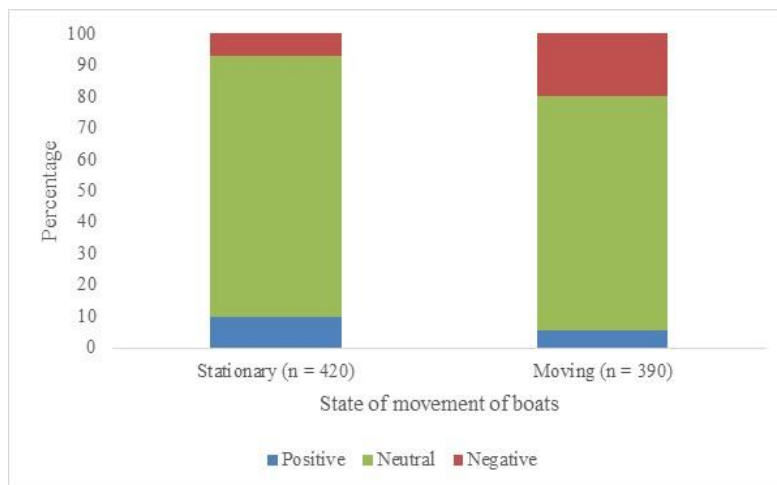 100
90
80
70
60
50
40
30
20
10
0
Percentage
Stationary (n = 420) Moving (n = 390)
State of movement of boats
Positive Neutral Negative